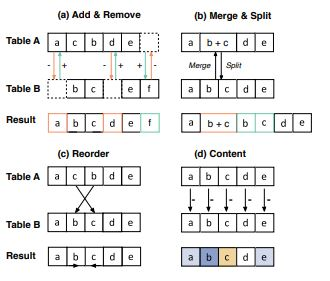 (a) Add & Remove
(b) Merge & Split
Table A a c b d e
a b+c d e
- + - + + -
Merge Split
Table B b c e f
a b c d e
Result a b c d e f
a b+c b c d e
(c) Reorder
(d) Content
Table A a c b d e
a b c d e
- - - - -
Table B a b c d e
a b c d e
Result a b c d e
a b c d e